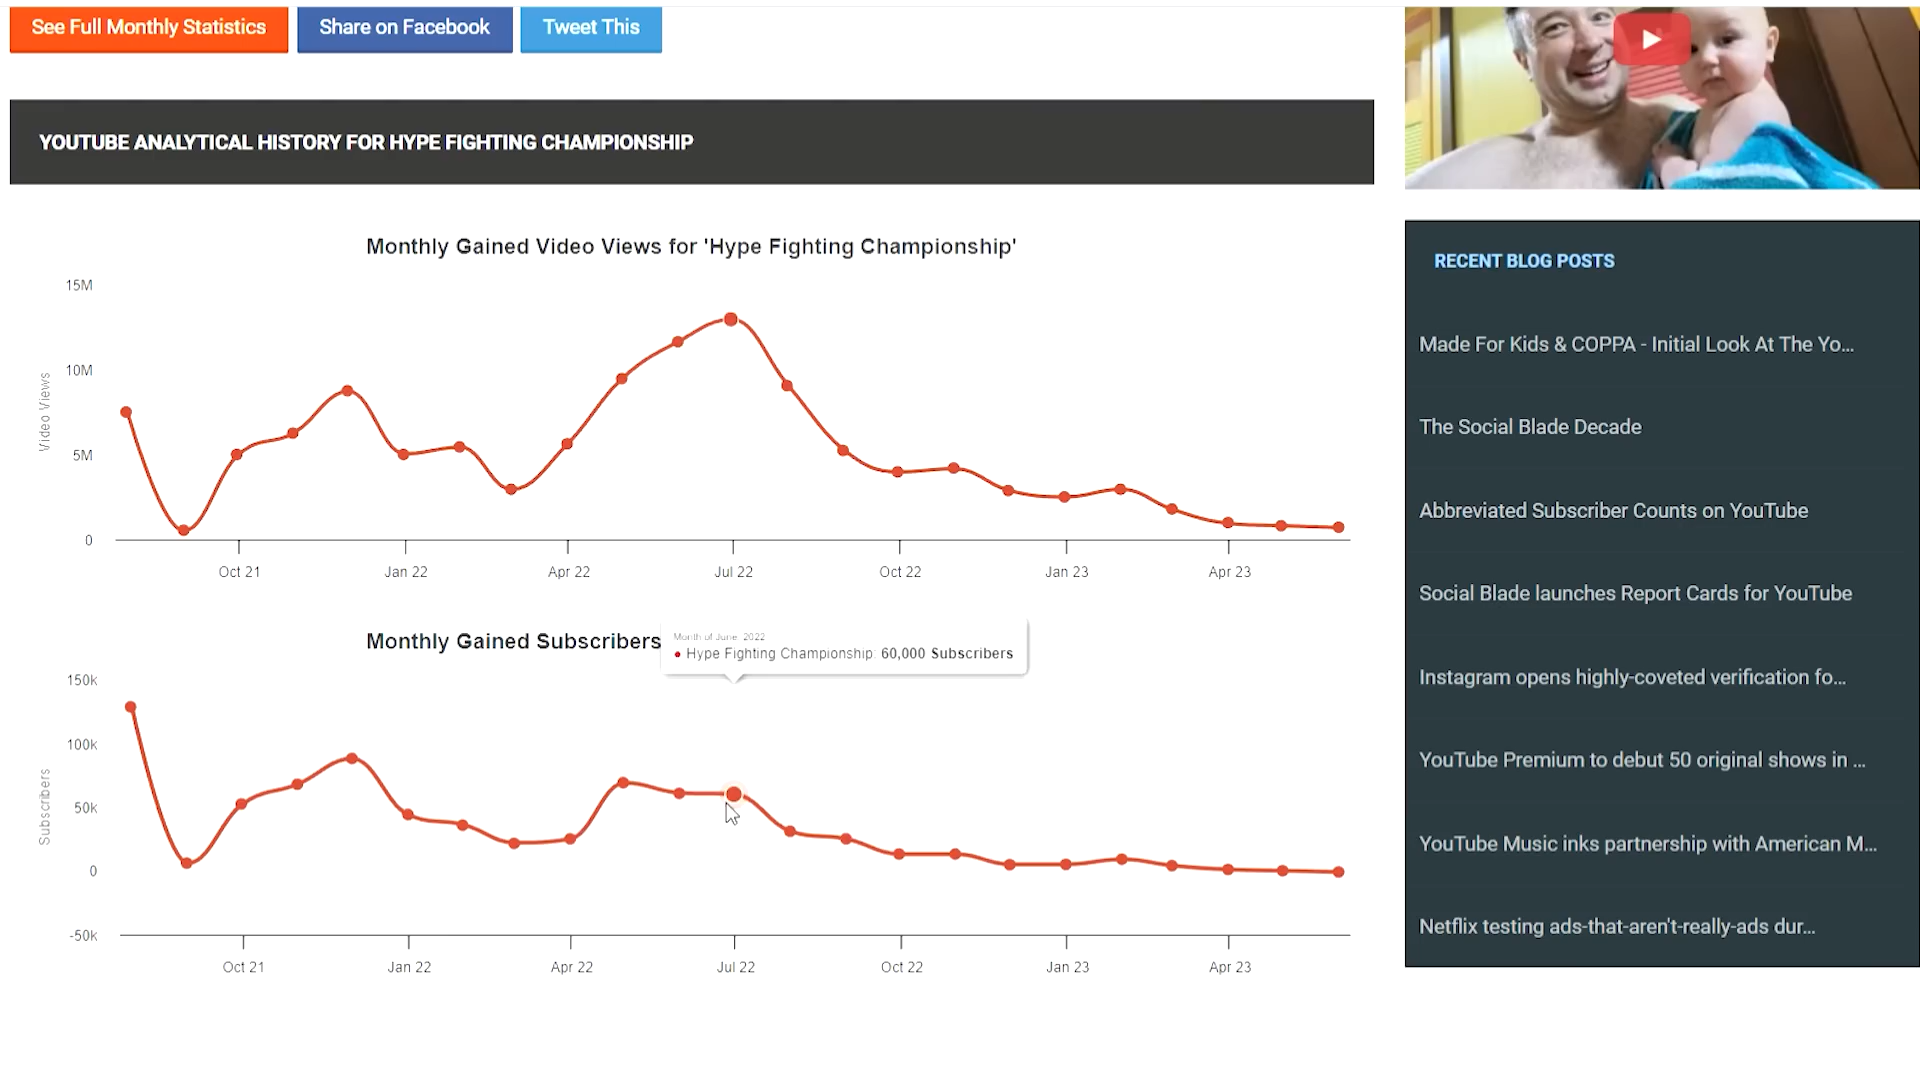 See Full Monthly Statistics
Share on Facebook
Tweet This
YOUTUBE ANALYTICAL HISTORY FOR HYPE FIGHTING CHAMPIONSHIP
Monthly Gained Video Views for 'Hype Fighting Championship'
15M
10M
5M
0
Video Views
Oct 21
Jan 22
Apr 22
Jul 22
Oct 22
Jan 23
Apr 23
Monthly Gained Subscribers
Month of June, 2022
● Hype Fighting Championship: 60,000 Subscribers
150k
100k
50k
0
-50k
Subscribers
Oct 21
Jan 22
Apr 22
Jul 22
Oct 22
Jan 23
Apr 23
RECENT BLOG POSTS
Made For Kids & COPPA - Initial Look At The Yo...
The Social Blade Decade
Abbreviated Subscriber Counts on YouTube
Social Blade launches Report Cards for YouTube
Instagram opens highly-coveted verification fo...
YouTube Premium to debut 50 original shows in ...
YouTube Music inks partnership with American M...
Netflix testing ads-that-aren't-really-ads dur...